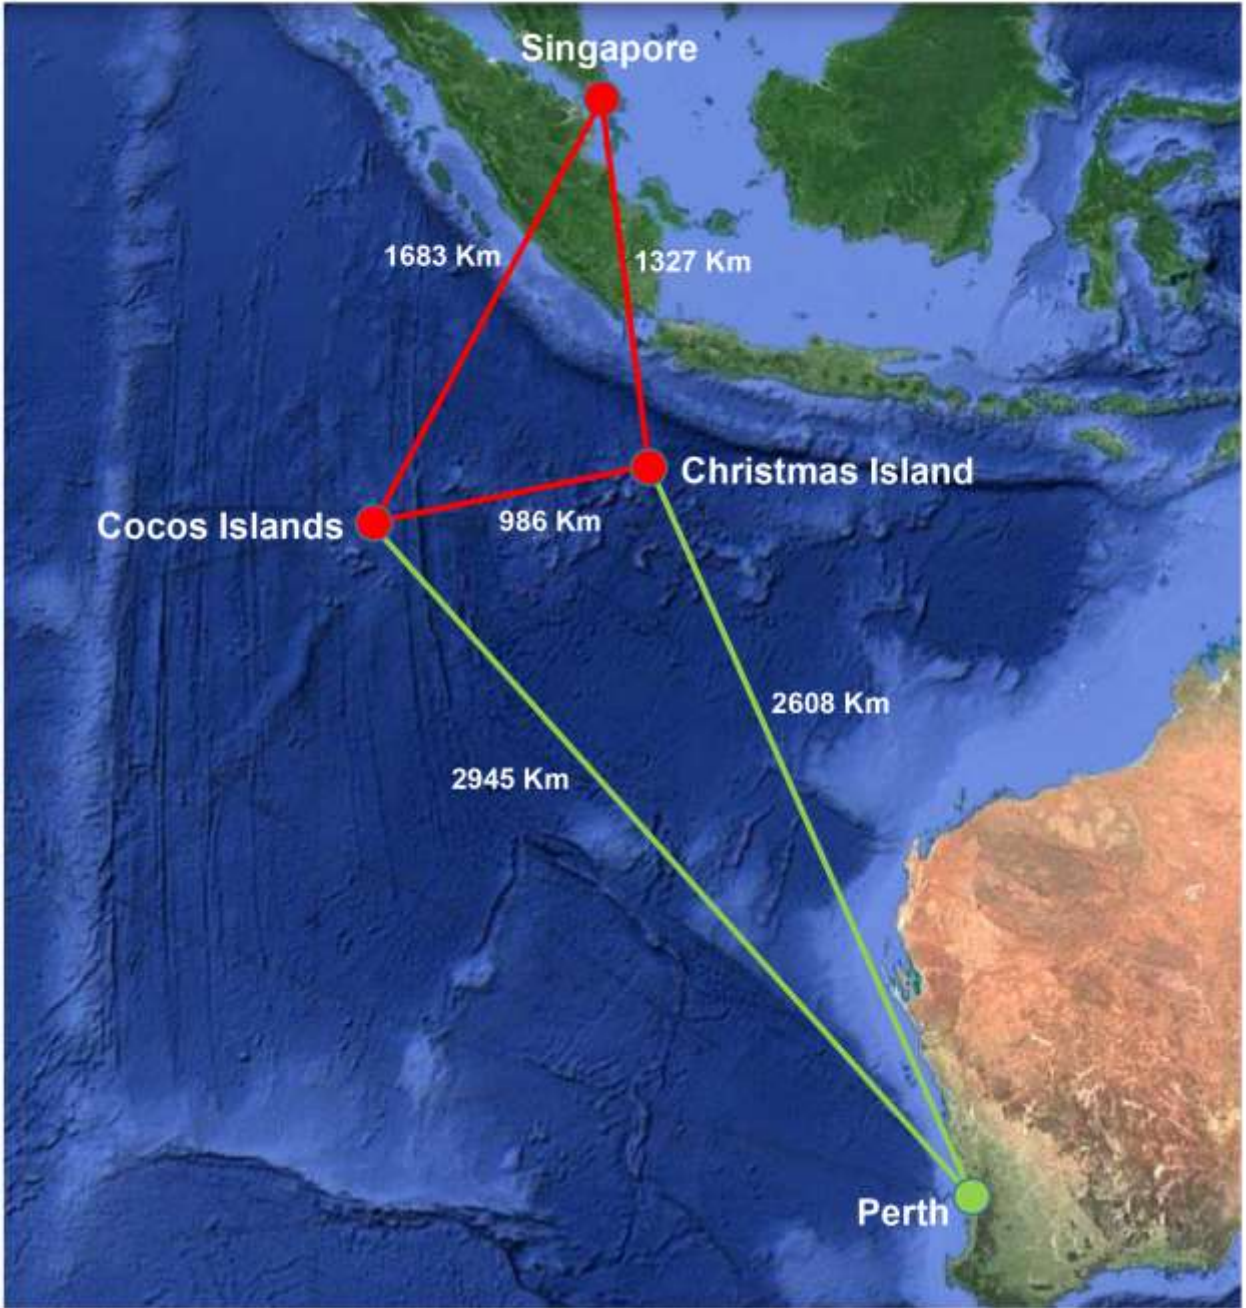 Singapore
1683 Km
1327 Km
Christmas Island
Cocos Islands
986 Km
2608 Km
2945 Km
Perth